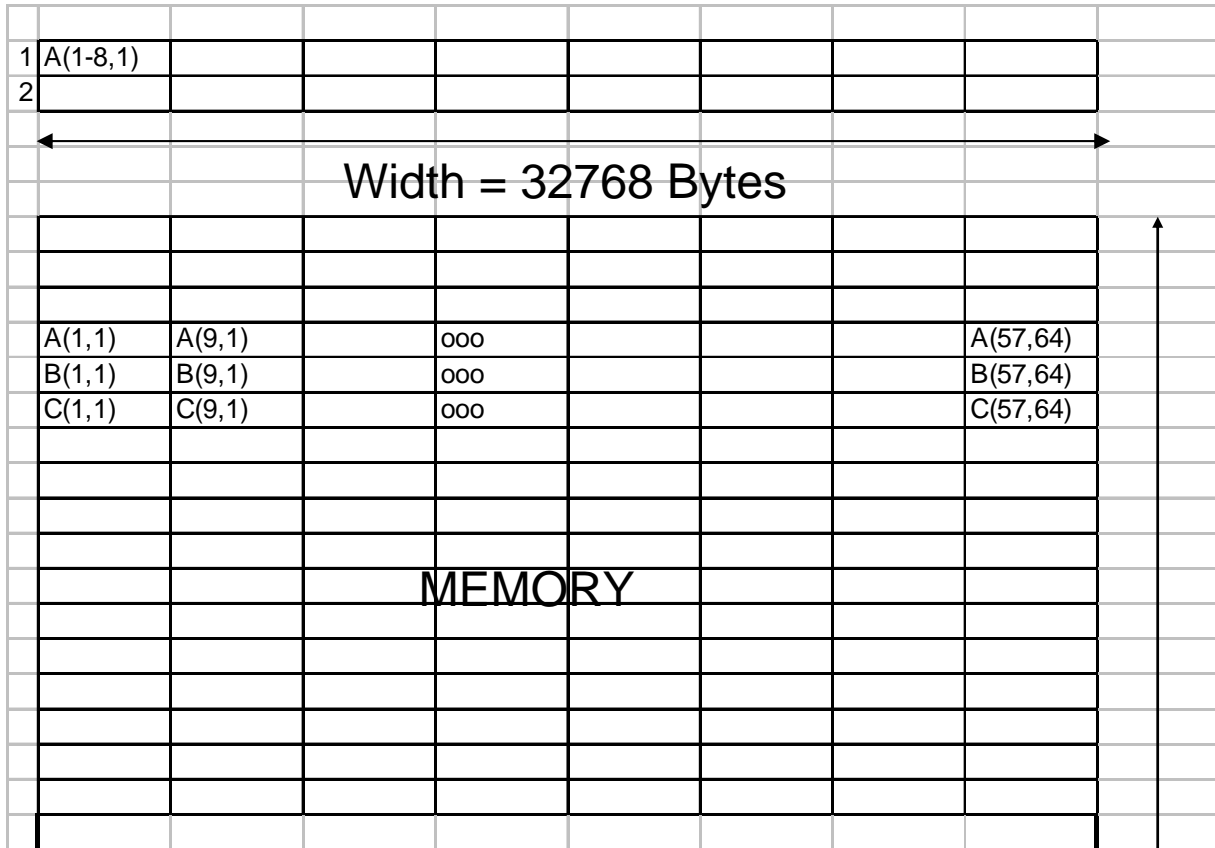 1 A(1-8,1)
2
Width = 32768 Bytes
A(1,1) A(9,1) ooo A(57,64)
B(1,1) B(9,1) ooo B(57,64)
C(1,1) C(9,1) ooo C(57,64)
MEMORY